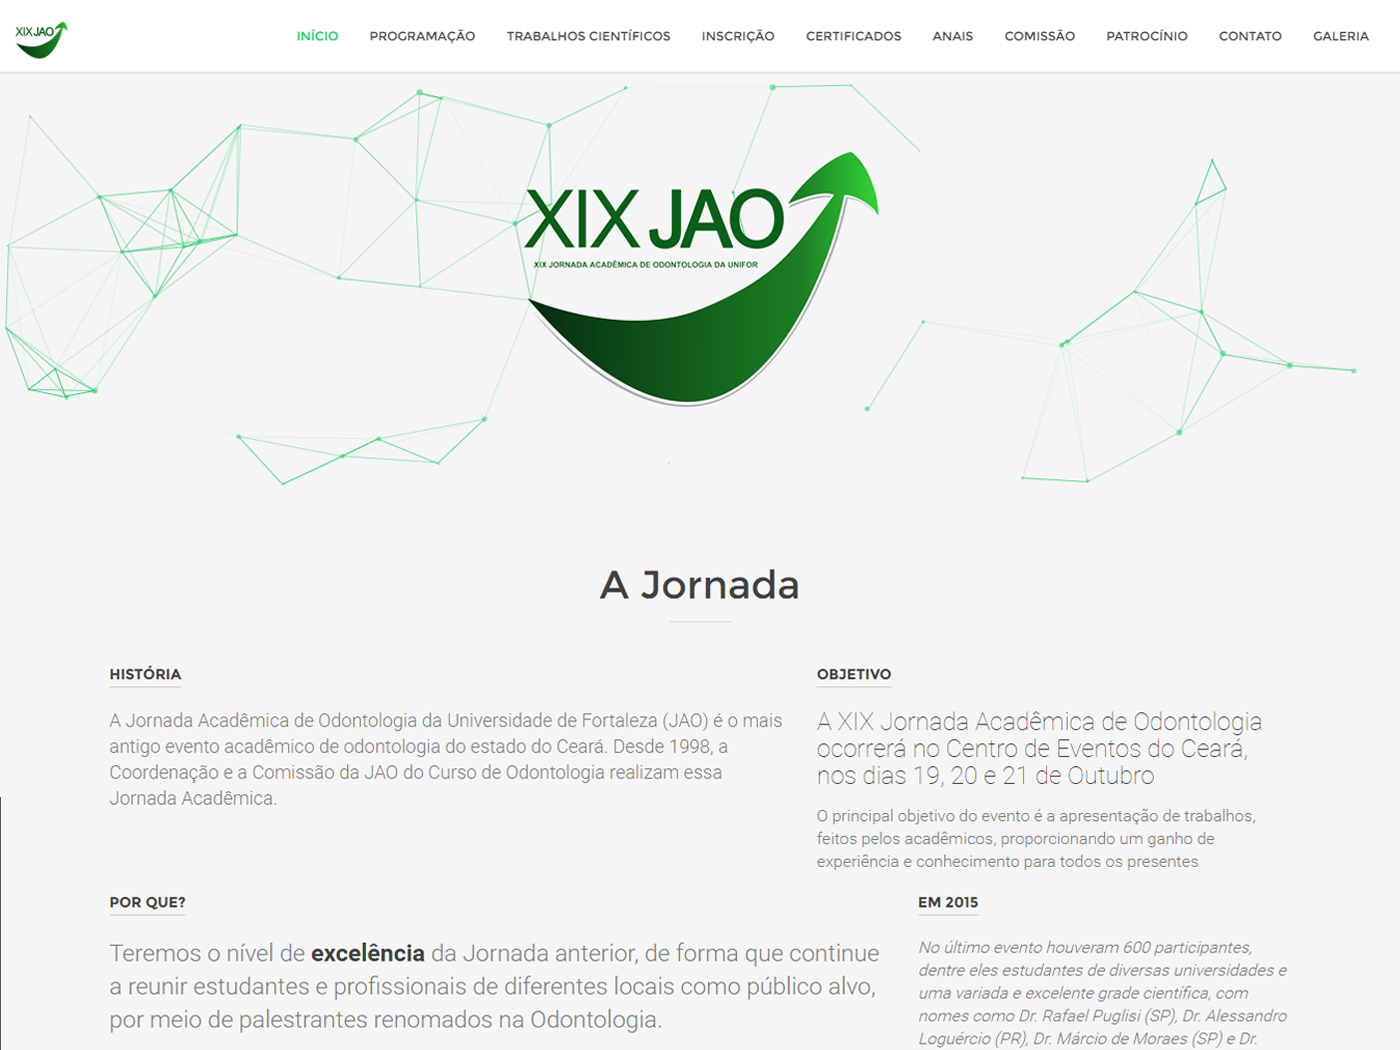 XIX JAO
INÍCIO
PROGRAMAÇÃO
TRABALHOS CIENTÍFICOS
INSCRIÇÃO
CERTIFICADOS
ANAIS
COMISSÃO
PATROCÍNIO
CONTATO
GALERIA
XIX JAO
XIX JORNADA ACADÊMICA DE ODONTOLOGIA DA UNIFOR
A Jornada
HISTÓRIA
A Jornada Acadêmica de Odontologia da Universidade de Fortaleza (JAO) é o mais
antigo evento acadêmico de odontologia do estado do Ceará. Desde 1998, a
Coordenação e a Comissão da JAO do Curso de Odontologia realizam essa
Jornada Acadêmica.
OBJETIVO
A XIX Jornada Acadêmica de Odontologia
ocorrerá no Centro de Eventos do Ceará,
nos dias 19, 20 e 21 de Outubro
O principal objetivo do evento é a apresentação de trabalhos,
feitos pelos acadêmicos, proporcionando um ganho de
experiência e conhecimento para todos os presentes
POR QUE?
Teremos o nível de excelência da Jornada anterior, de forma que continue
a reunir estudantes e profissionais de diferentes locais como público alvo,
por meio de palestrantes renomados na Odontologia.
EM 2015
No último evento houveram 600 participantes,
dentre eles estudantes de diversas universidades e
uma variada e excelente grade científica, com
nomes como Dr. Rafael Puglisi (SP), Dr. Alessandro
Loguércio (PR), Dr. Márcio de Moraes (SP) e Dr.